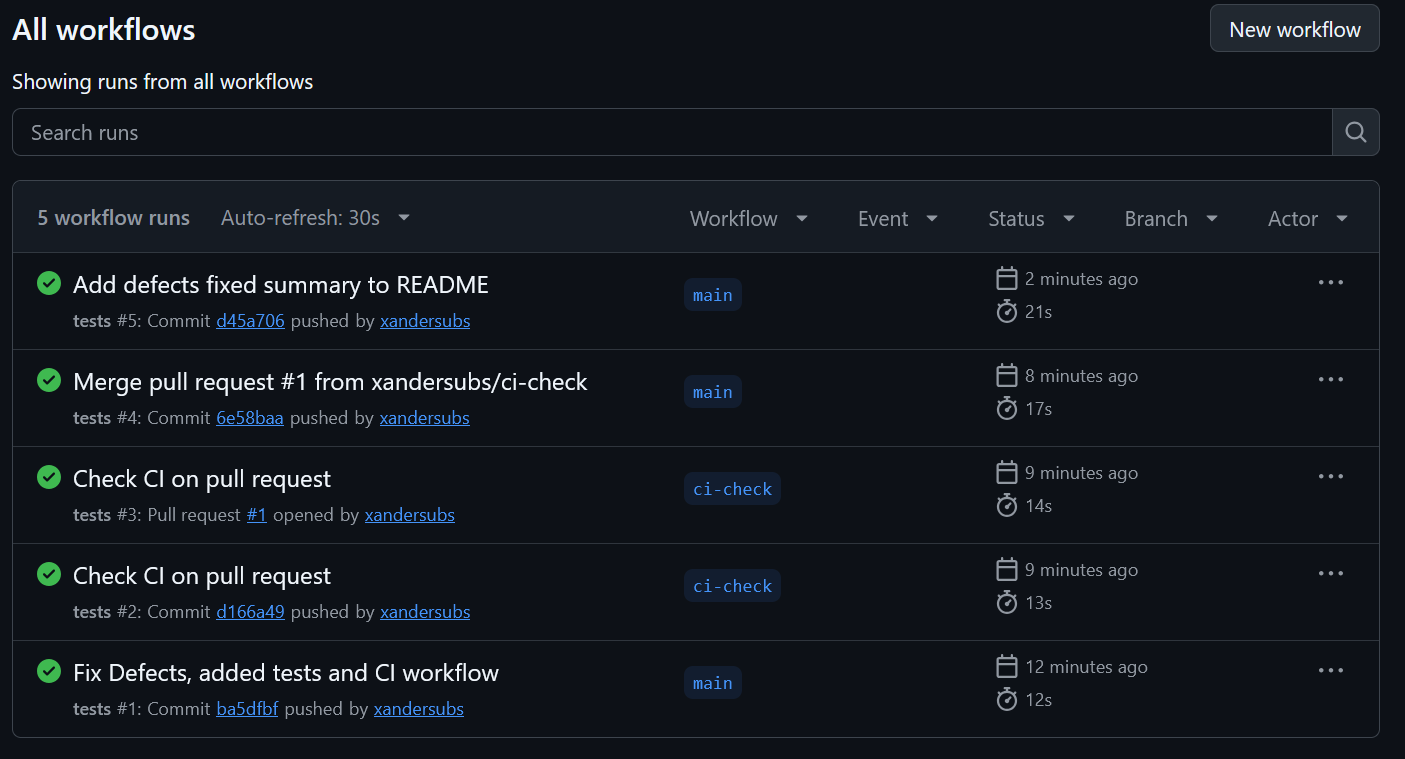 All workflows
New workflow
Showing runs from all workflows
Search runs
5 workflow runs Auto-refresh: 30s Workflow Event Status Branch Actor
Add defects fixed summary to README
tests #5: Commit d45a706 pushed by xandersubs
main
2 minutes ago
21s
Merge pull request #1 from xandersubs/ci-check
tests #4: Commit 6e58baa pushed by xandersubs
main
8 minutes ago
17s
Check CI on pull request
tests #3: Pull request #1 opened by xandersubs
ci-check
9 minutes ago
14s
Check CI on pull request
tests #2: Commit d166a49 pushed by xandersubs
ci-check
9 minutes ago
13s
Fix Defects, added tests and CI workflow
tests #1: Commit ba5dfbf pushed by xandersubs
main
12 minutes ago
12s